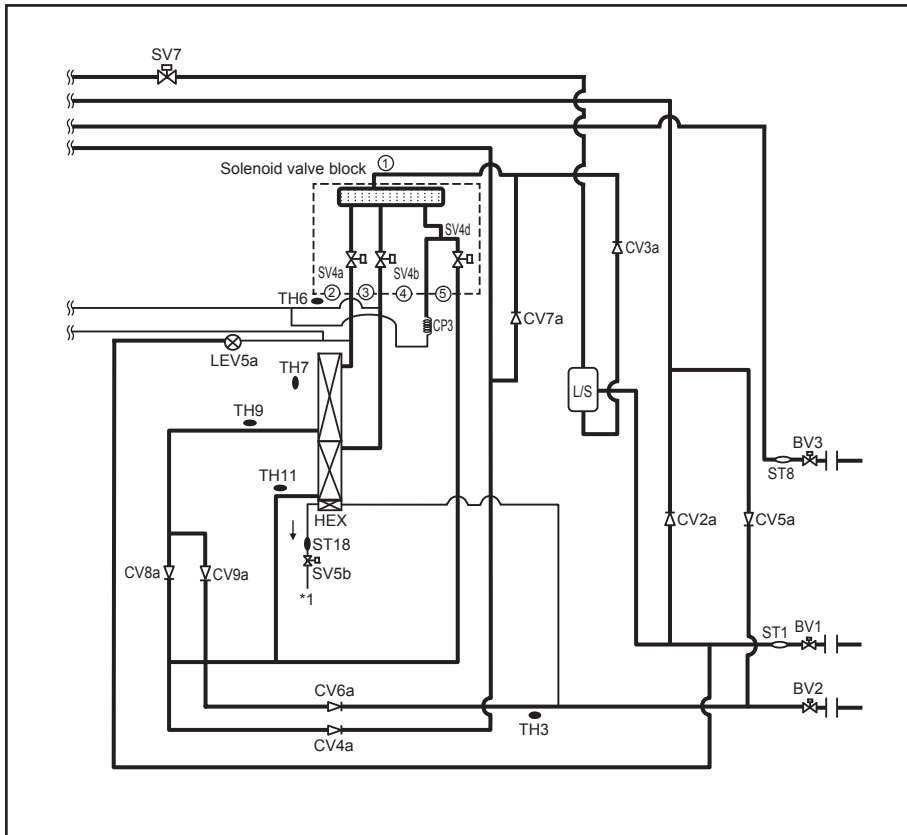 SV7
Solenoid valve block ①
SV4d
SV4a
SV4b
CV3a
② ③ ④ ⑤
TH6
CP3
CV7a
LEV5a
TH7
L/S
TH9
BV3
ST8
TH11
HEX
CV2a
CV5a
ST18
CV8a
CV9a
SV5b
*1
ST1
BV1
CV6a
BV2
TH3
CV4a